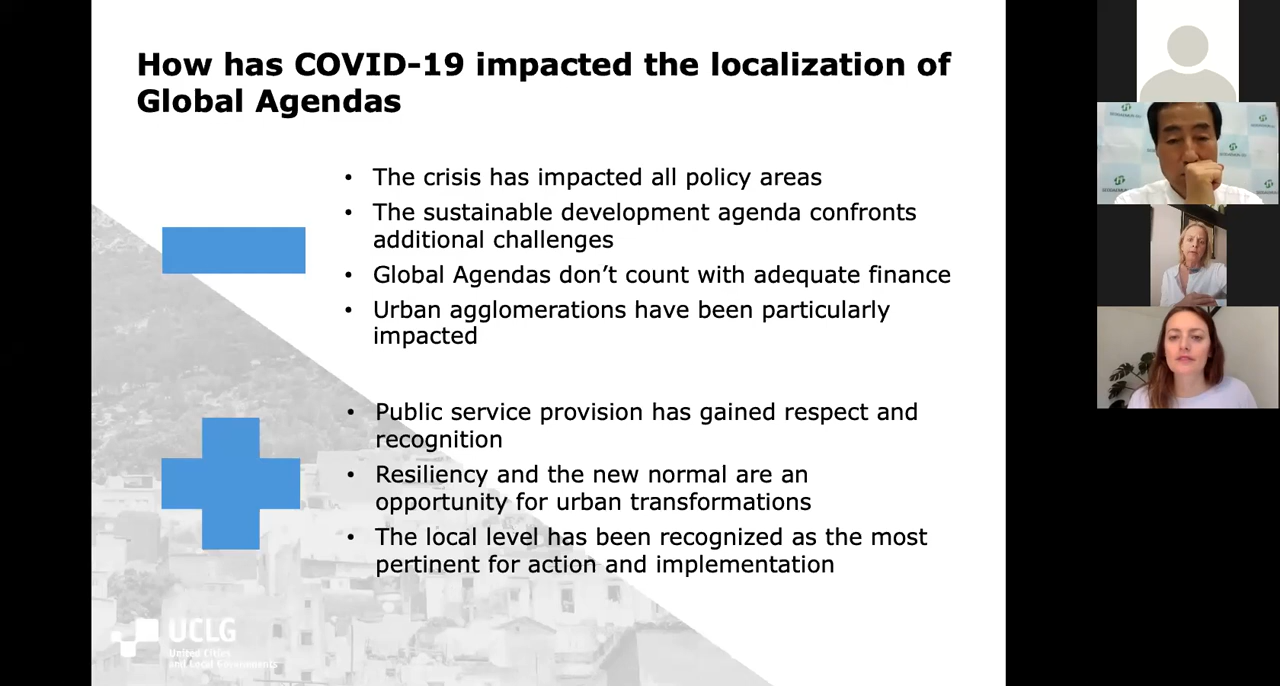 How has COVID-19 impacted the localization of
Global Agendas
• The crisis has impacted all policy areas
• The sustainable development agenda confronts
additional challenges
• Global Agendas don’t count with adequate finance
• Urban agglomerations have been particularly
impacted
• Public service provision has gained respect and
recognition
• Resiliency and the new normal are an
opportunity for urban transformations
• The local level has been recognized as the most
pertinent for action and implementation
UCLG
United Cities
and Local Governments